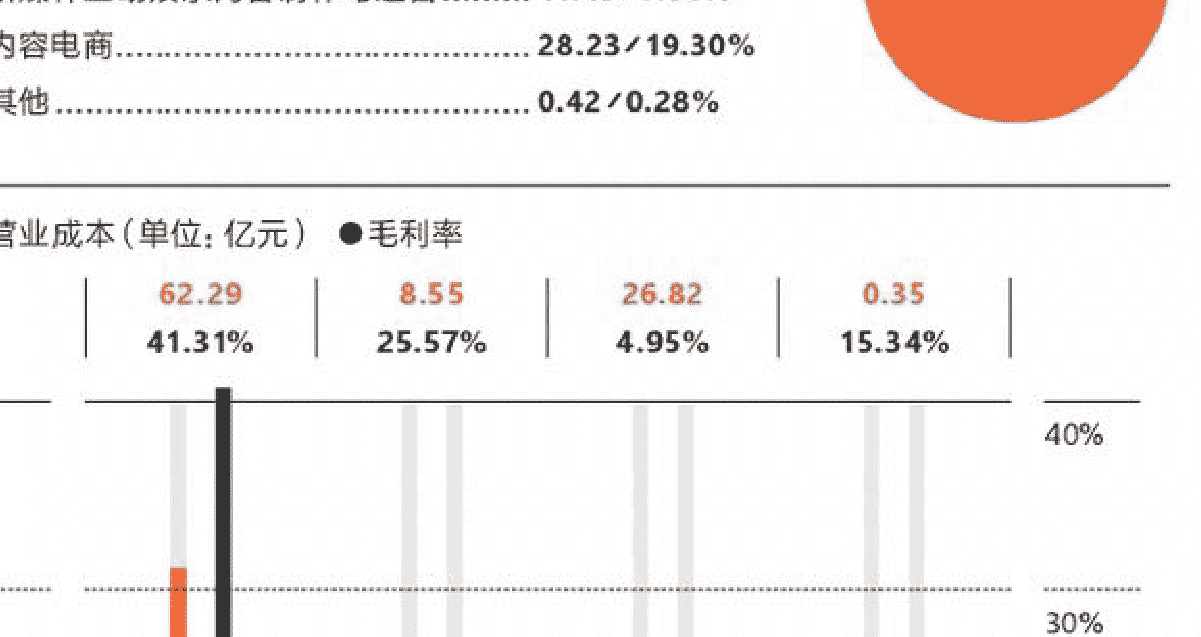 内容电商 28.23/19.30%
其他 0.42/0.28%
营业成本(单位:亿元) ●毛利率
62.29 8.55 26.82 0.35
41.31% 25.57% 4.95% 15.34%
40%
30%